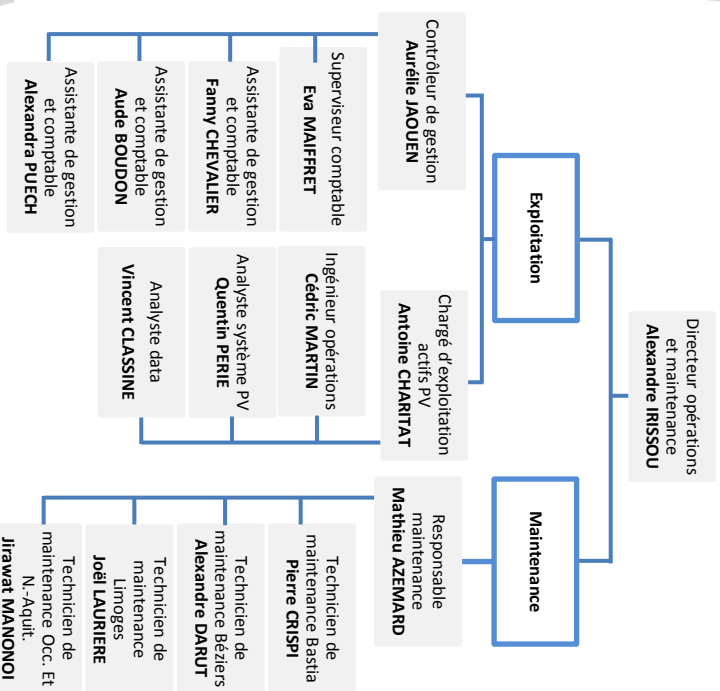 Directeur opérations
et maintenance
Alexandre IRISSOU
Exploitation
Maintenance
Contrôleur de gestion
Aurélie JAOUEN
Chargé d'exploitation
actifs PV
Antoine CHARITAT
Responsable
maintenance
Mathieu AZEMARD
Superviseur comptable
Eva MAIFFRET
Assistante de gestion
et comptable
Fanny CHEVALIER
Assistante de gestion
et comptable
Aude BOUDON
Assistante de gestion
et comptable
Alexandra PUECH
Ingénieur opérations
Cédric MARTIN
Analyste système PV
Quentin PERIE
Analyste data
Vincent CLASSINE
Technicien de
maintenance Bastia
Pierre CRISPI
Technicien de
maintenance Béziers
Alexandre DARUT
Technicien de
maintenance
Limoges
Joël LAURIERE
Technicien de
maintenance Occ. Et
N.-Aquit.
Jirawat MANONOI